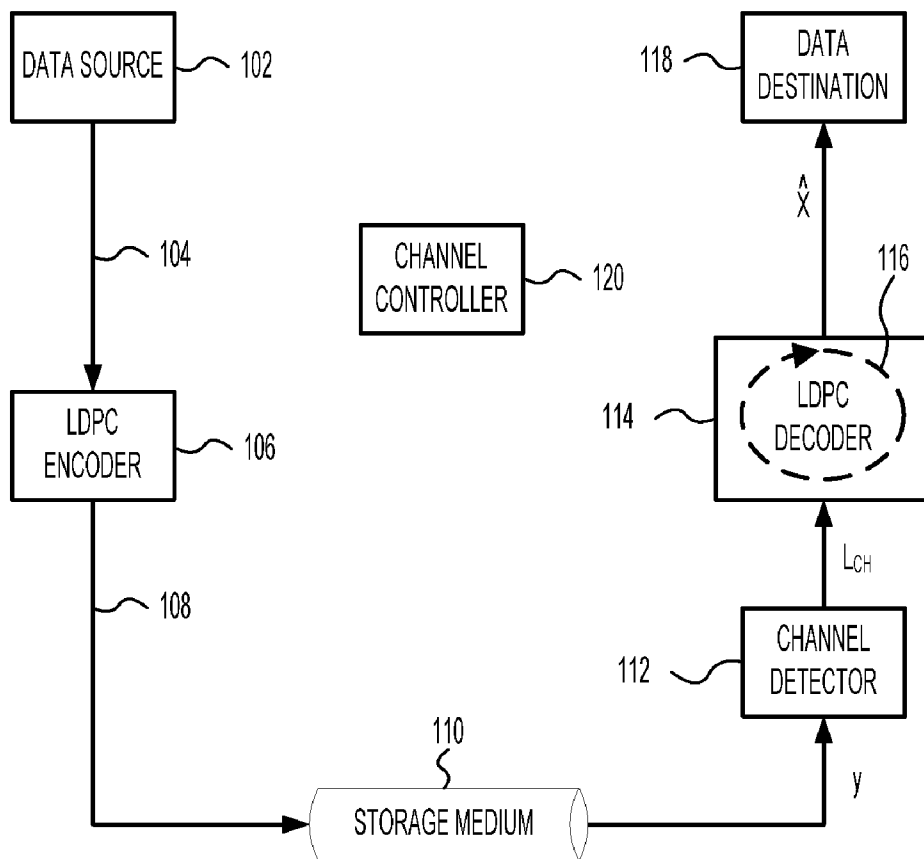 DATA SOURCE
102
104
LDPC
ENCODER
106
108
110
STORAGE MEDIUM
CHANNEL
CONTROLLER
120
118
DATA
DESTINATION
X̂
116
114
LDPC
DECODER
L_CH
112
CHANNEL
DETECTOR
y